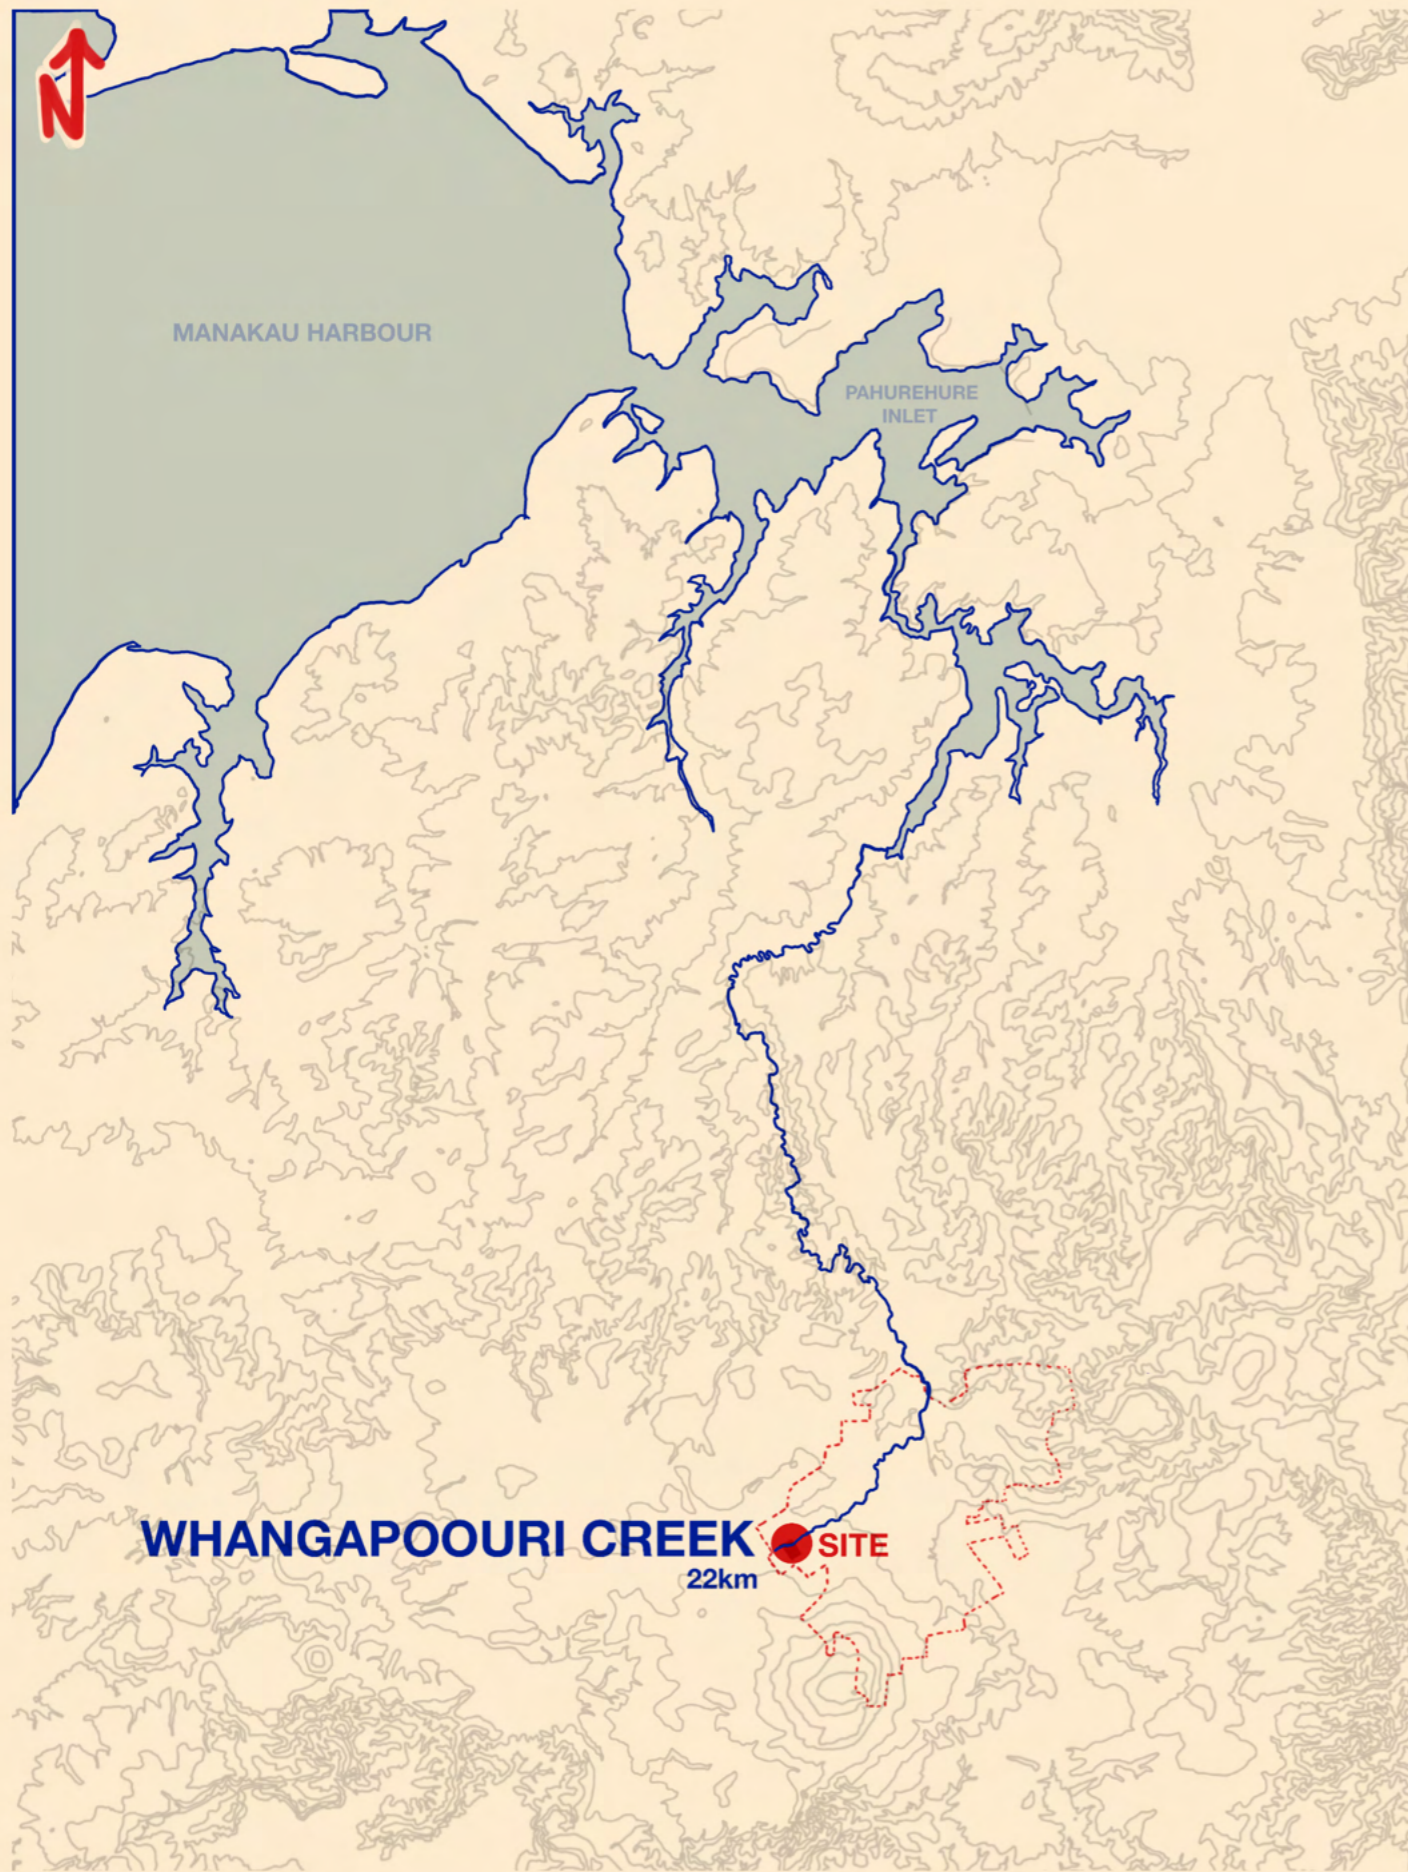 N
MANAKAU HARBOUR
PAHUREHURE
INLET
WHANGAPOOURI CREEK
SITE
22km